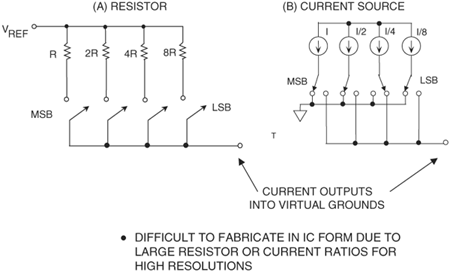 (A) RESISTOR
(B) CURRENT SOURCE
VREF
R
2R
4R
8R
I
I/2
I/4
I/8
MSB
LSB
MSB
LSB
T
CURRENT OUTPUTS
INTO VIRTUAL GROUNDS
• DIFFICULT TO FABRICATE IN IC FORM DUE TO
LARGE RESISTOR OR CURRENT RATIOS FOR
HIGH RESOLUTIONS